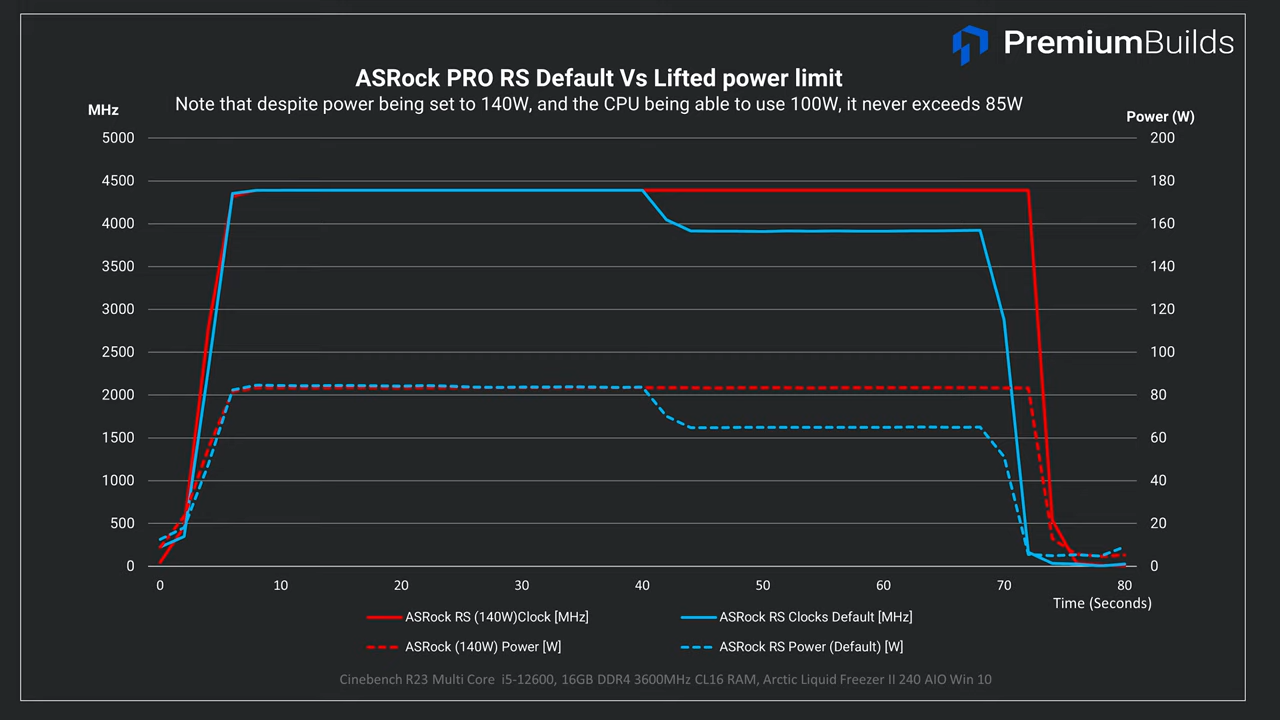 PremiumBuilds
ASRock PRO RS Default Vs Lifted power limit
Note that despite power being set to 140W, and the CPU being able to use 100W, it never exceeds 85W
MHz
Power (W)
5000
200
4500
180
4000
160
3500
140
3000
120
2500
100
2000
80
1500
60
1000
40
500
20
0
0
0 10 20 30 40 50 60 70 80
Time (Seconds)
ASRock RS (140W)Clock [MHz]
ASRock RS Clocks Default [MHz]
ASRock (140W) Power [W]
ASRock RS Power (Default) [W]
Cinebench R23 Multi Core i5-12600, 16GB DDR4 3600MHz CL16 RAM, Arctic Liquid Freezer II 240 AIO Win 10